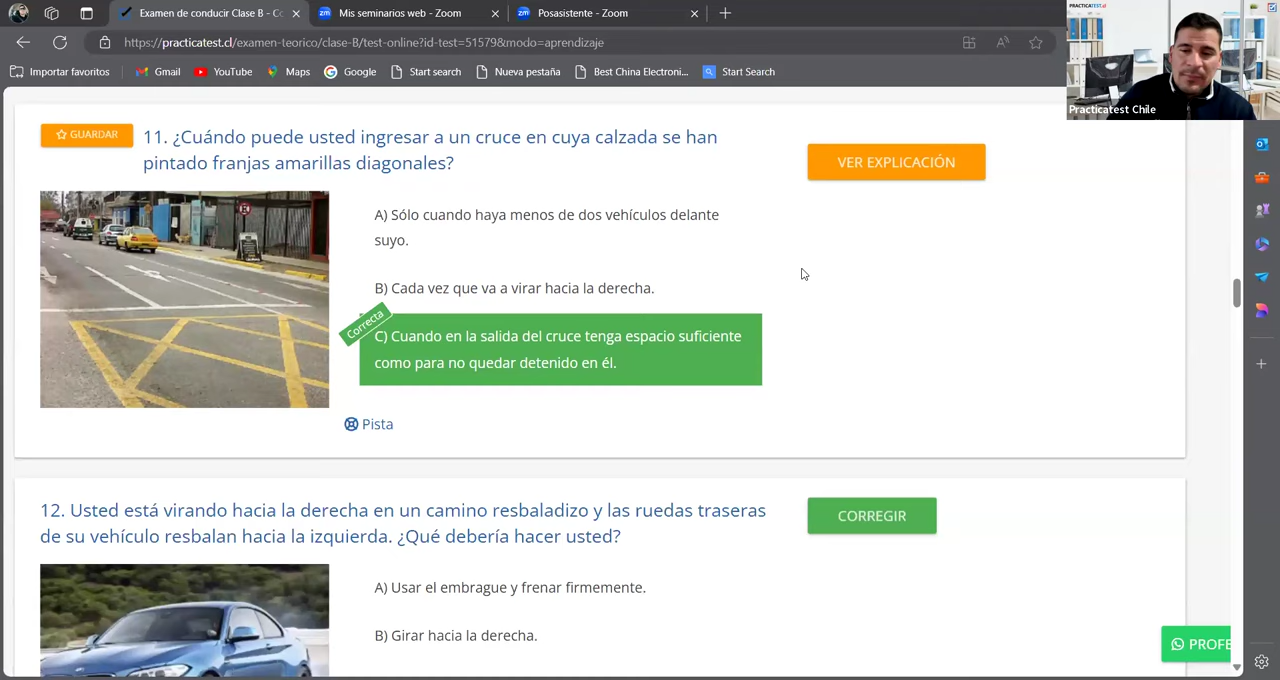 Examen de conducir Clase B - Co
Mis seminarios web - Zoom
Posasistente - Zoom
https://practicatest.cl/examen-teorico/clase-B/test-online?id-test=51579&modo=aprendizaje
Importar favoritos
Gmail
YouTube
Maps
Google
Start search
Nueva pestaña
Best China Electroni...
Start Search
PRACTICATEST.cl
Practicatest Chile
GUARDAR
11. ¿Cuándo puede usted ingresar a un cruce en cuya calzada se han
pintado franjas amarillas diagonales?
VER EXPLICACIÓN
A) Sólo cuando haya menos de dos vehículos delante
suyo.
B) Cada vez que va a virar hacia la derecha.
Correcta
C) Cuando en la salida del cruce tenga espacio suficiente
como para no quedar detenido en él.
Pista
12. Usted está virando hacia la derecha en un camino resbaladizo y las ruedas traseras
de su vehículo resbalan hacia la izquierda. ¿Qué debería hacer usted?
CORREGIR
A) Usar el embrague y frenar firmemente.
B) Girar hacia la derecha.
PROFE